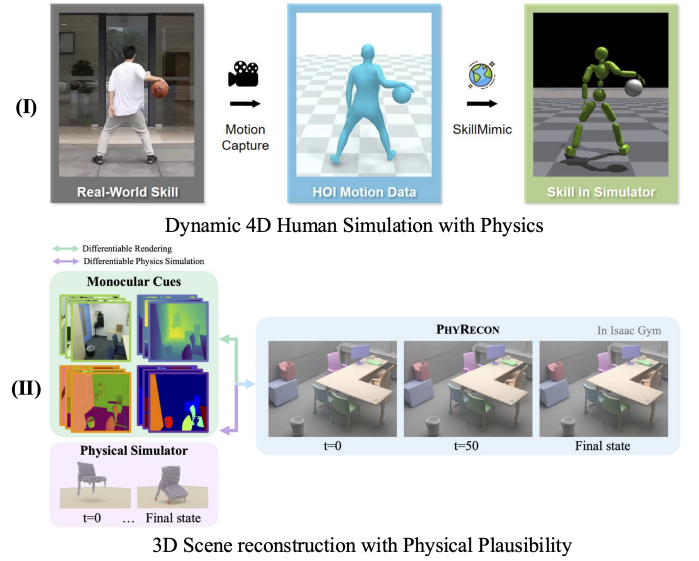 (I)
Real-World Skill
Motion
Capture
HOI Motion Data
SkillMimic
Skill in Simulator
Dynamic 4D Human Simulation with Physics
Differentiable Rendering
Differentiable Physics Simulation
(II)
Monocular Cues
Physical Simulator
t=0 ... Final state
PHYRECON
In Isaac Gym
t=0
t=50
Final state
3D Scene reconstruction with Physical Plausibility